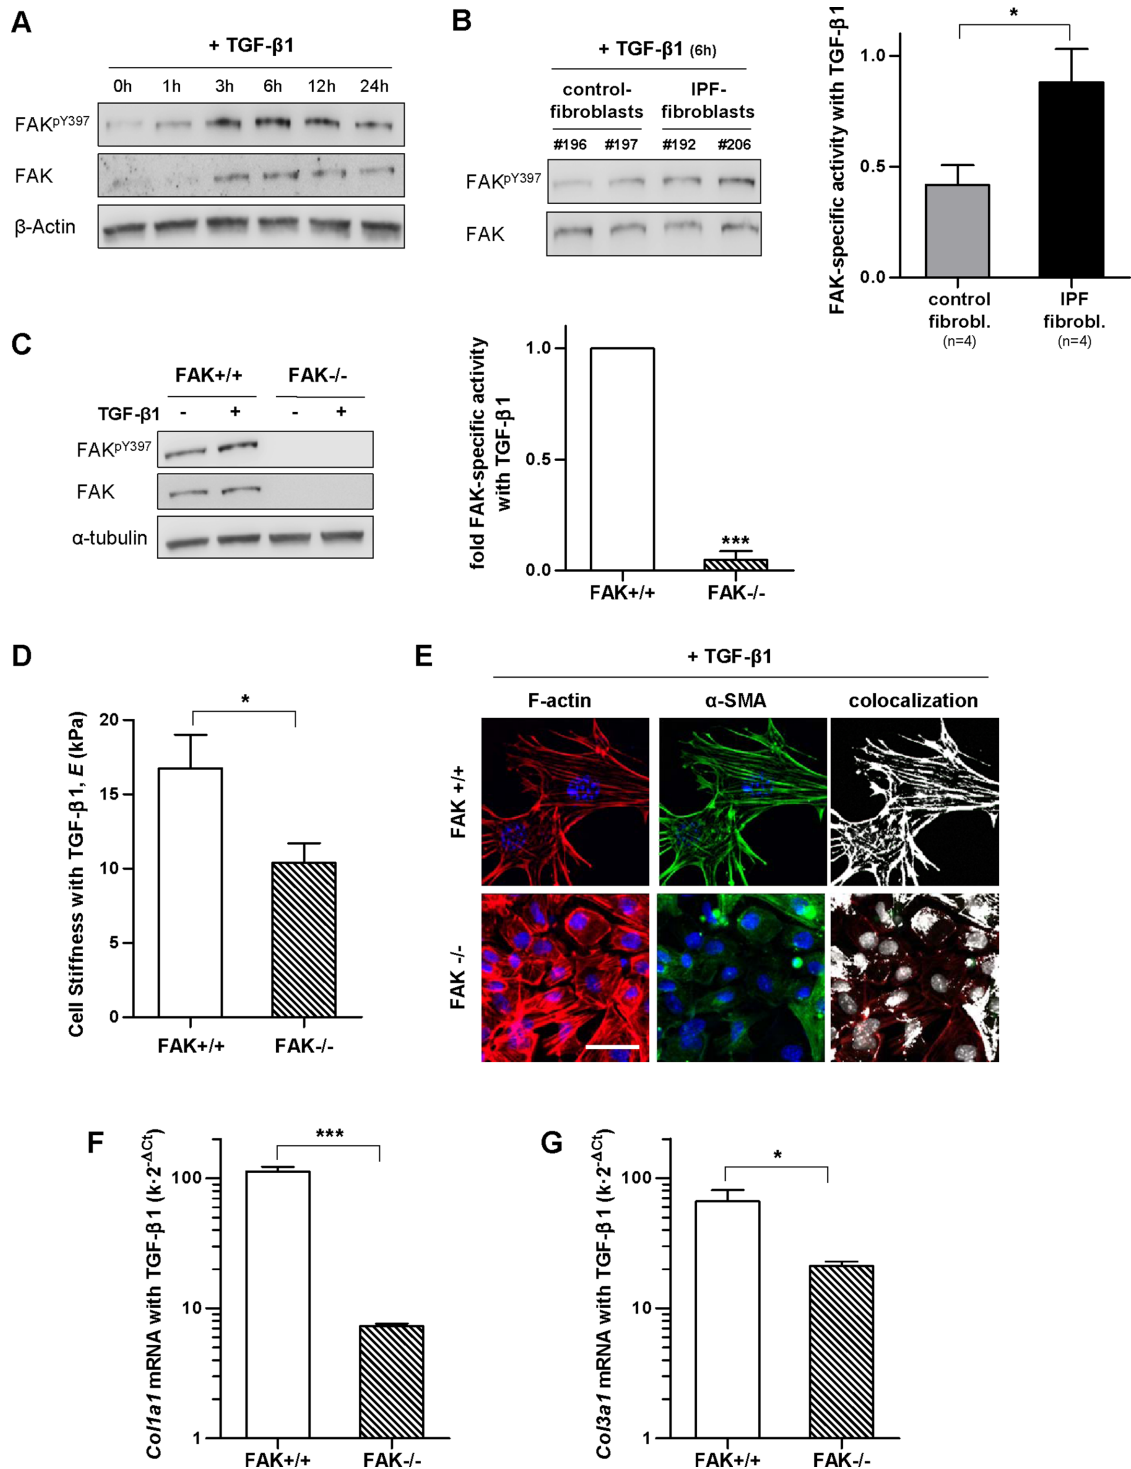 A
+ TGF-β1
0h 1h 3h 6h 12h 24h
FAKpY397
FAK
β-Actin
B
+ TGF-β1 (6h)
control-
fibroblasts
IPF-
fibroblasts
#196 #197 #192 #206
FAKpY397
FAK
FAK-specific activity with TGF-β1
*
1.0
0.5
0.0
control
fibrobl.
(n=4)
IPF
fibrobl.
(n=4)
C
FAK+/+ FAK-/-
TGF-β1 - + - +
FAKpY397
FAK
α-tubulin
fold FAK-specific activity
with TGF-β1
1.0
0.5
0.0
***
FAK+/+ FAK-/-
D
Cell Stiffness with TGF-β1, E (kPa)
*
20
15
10
5
0
FAK+/+ FAK-/-
E
+ TGF-β1
F-actin α-SMA colocalization
FAK +/+
FAK -/-
F
Col1a1 mRNA with TGF-β1 (k·2-ΔCt)
***
100
10
1
FAK+/+ FAK-/-
G
Col3a1 mRNA with TGF-β1 (k·2-ΔCt)
*
100
10
1
FAK+/+ FAK-/-